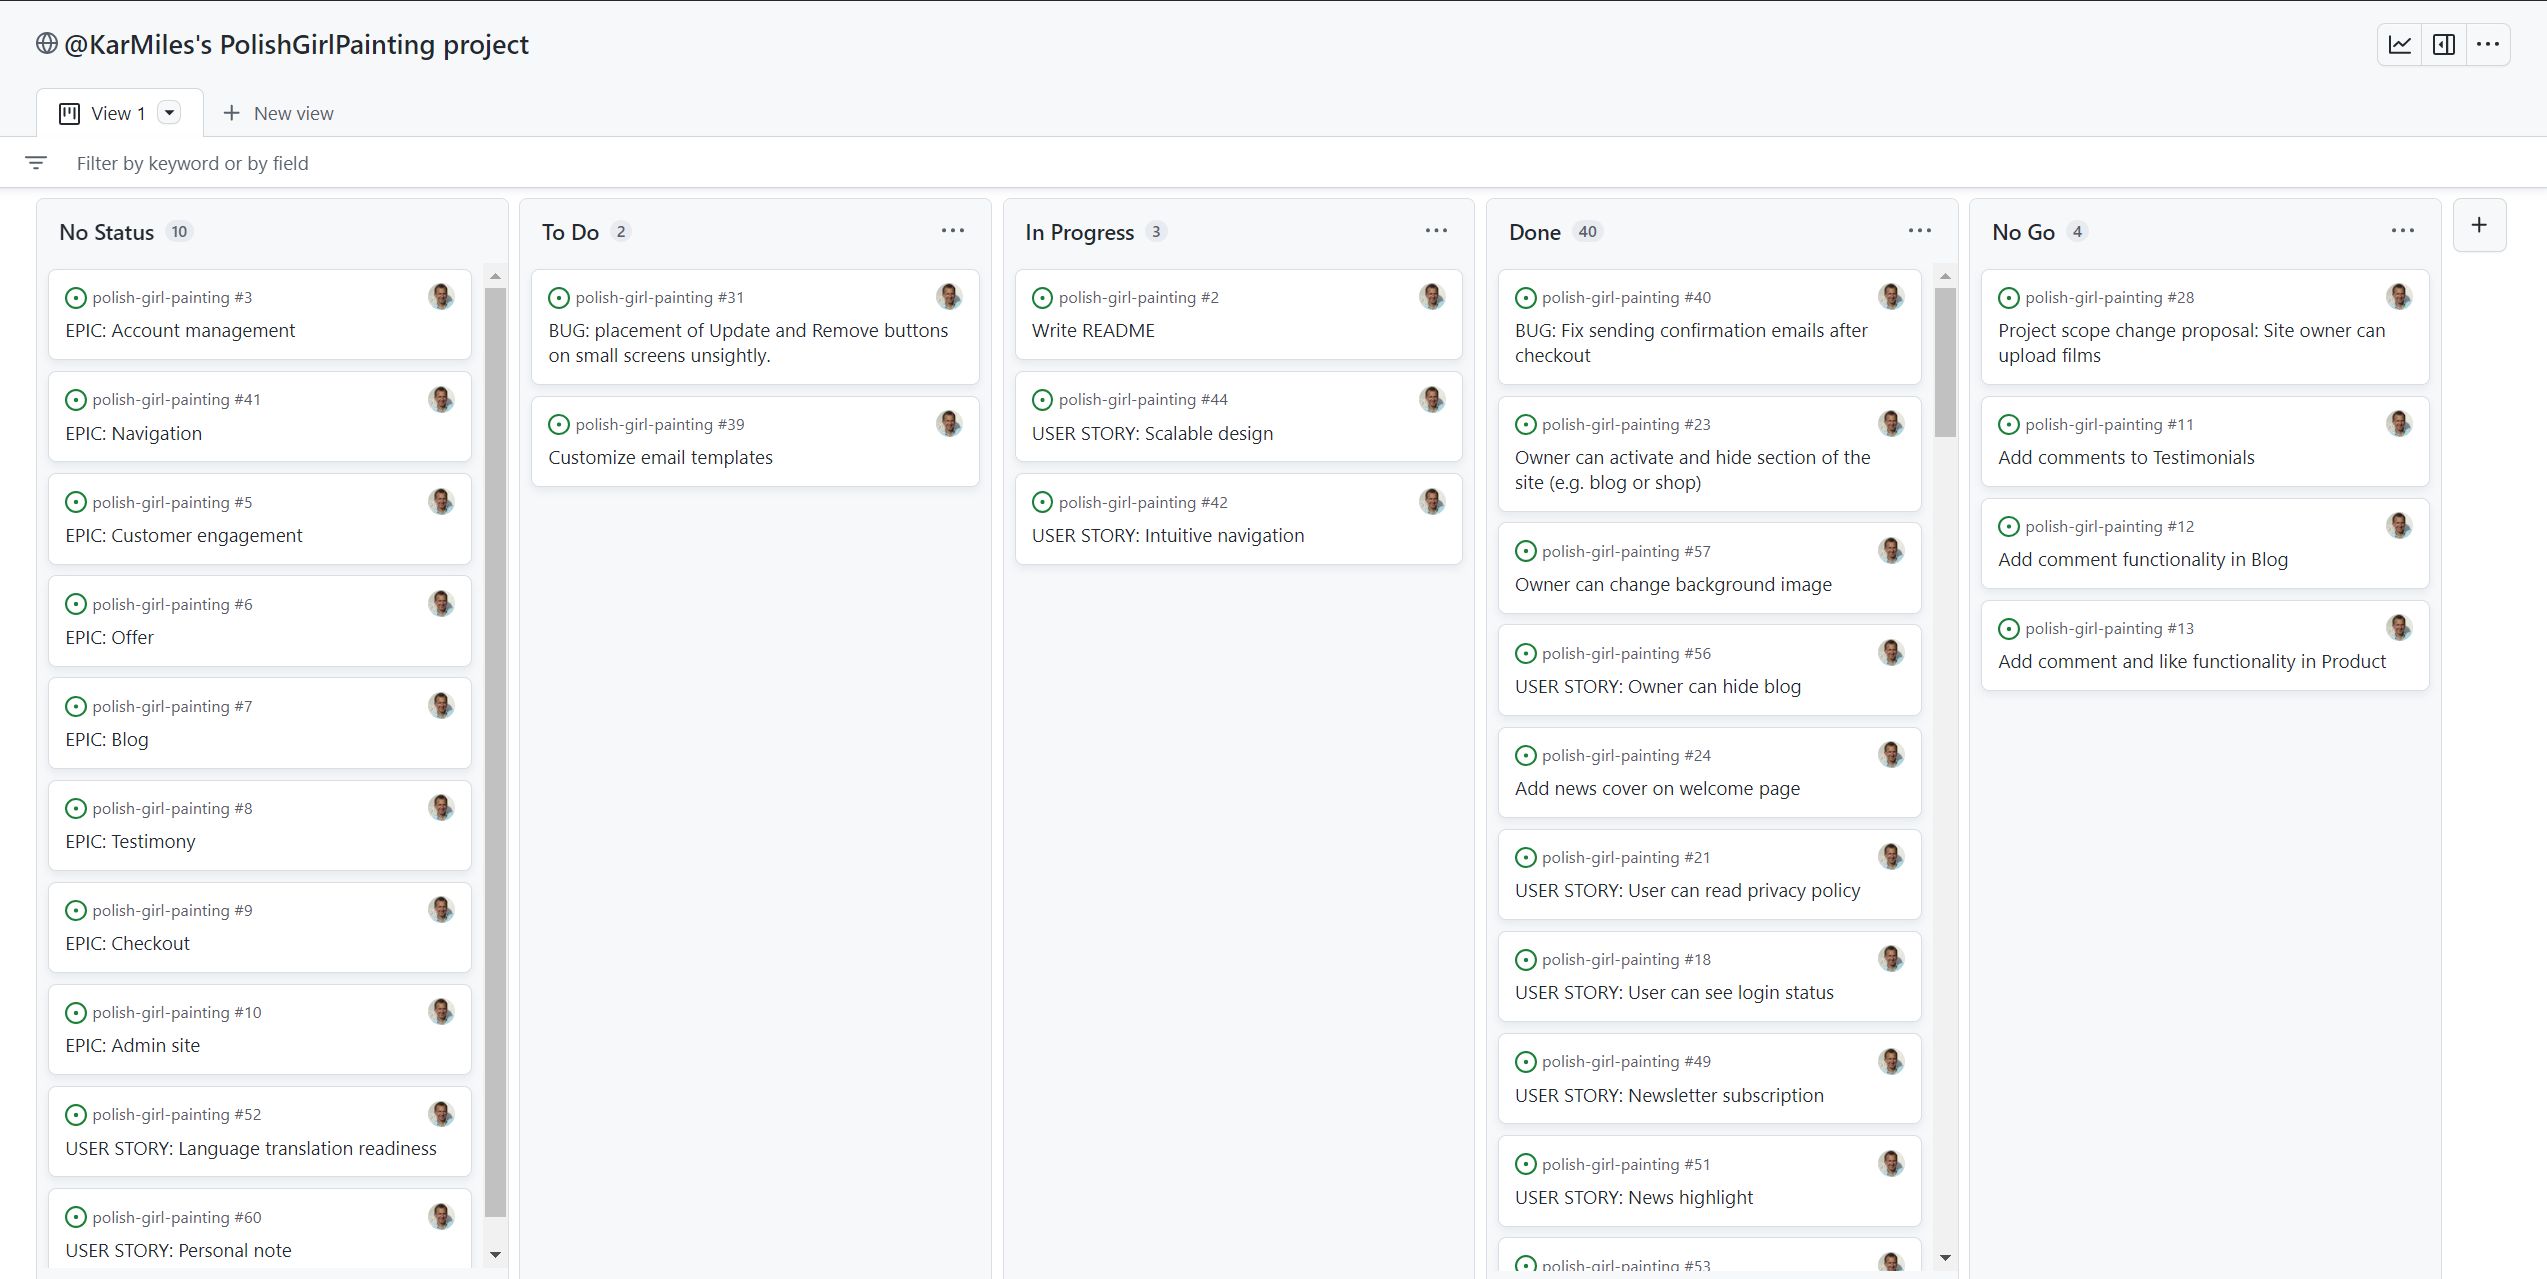 @KarMiles's PolishGirlPainting project
View 1
New view
Filter by keyword or by field
No Status 10
polish-girl-painting #3
EPIC: Account management
polish-girl-painting #41
EPIC: Navigation
polish-girl-painting #5
EPIC: Customer engagement
polish-girl-painting #6
EPIC: Offer
polish-girl-painting #7
EPIC: Blog
polish-girl-painting #8
EPIC: Testimony
polish-girl-painting #9
EPIC: Checkout
polish-girl-painting #10
EPIC: Admin site
polish-girl-painting #52
USER STORY: Language translation readiness
polish-girl-painting #60
USER STORY: Personal note
To Do 2
polish-girl-painting #31
BUG: placement of Update and Remove buttons
on small screens unsightly.
polish-girl-painting #39
Customize email templates
In Progress 3
polish-girl-painting #2
Write README
polish-girl-painting #44
USER STORY: Scalable design
polish-girl-painting #42
USER STORY: Intuitive navigation
Done 40
polish-girl-painting #40
BUG: Fix sending confirmation emails after
checkout
polish-girl-painting #23
Owner can activate and hide section of the
site (e.g. blog or shop)
polish-girl-painting #57
Owner can change background image
polish-girl-painting #56
USER STORY: Owner can hide blog
polish-girl-painting #24
Add news cover on welcome page
polish-girl-painting #21
USER STORY: User can read privacy policy
polish-girl-painting #18
USER STORY: User can see login status
polish-girl-painting #49
USER STORY: Newsletter subscription
polish-girl-painting #51
USER STORY: News highlight
polish-girl-painting #53
No Go 4
polish-girl-painting #28
Project scope change proposal: Site owner can
upload films
polish-girl-painting #11
Add comments to Testimonials
polish-girl-painting #12
Add comment functionality in Blog
polish-girl-painting #13
Add comment and like functionality in Product